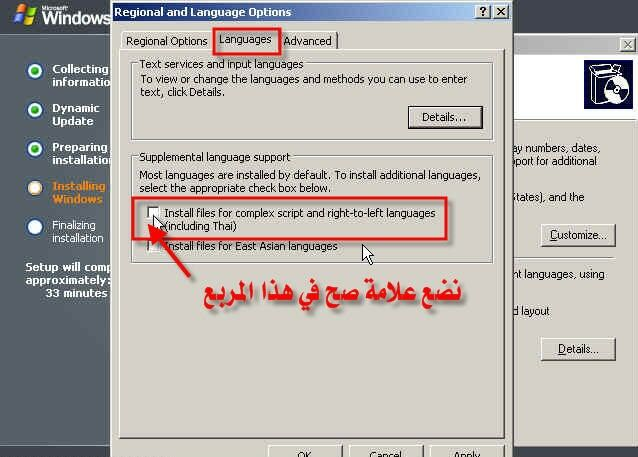 Microsoft
Windows
Regional and Language Options
Regional Options
Languages
Advanced
Collecting
informatio
Dynamic
Update
Preparing
installatio
Installing
Windows
Finalizing
installation
Setup will comp
approximately:
33 minutes
Text services and input languages
To view or change the languages and methods you can use to enter
text, click Details.
Details...
Supplemental language support
Most languages are installed by default. To install additional languages,
select the appropriate check box below.
Install files for complex script and right-to-left languages
(including Thai)
Install files for East Asian languages
نضع علامة صح في هذا المربع
OK
Cancel
Apply
ay numbers, dates,
port for additional
States), and the
Customize...
nt languages, using
d layout
Details...